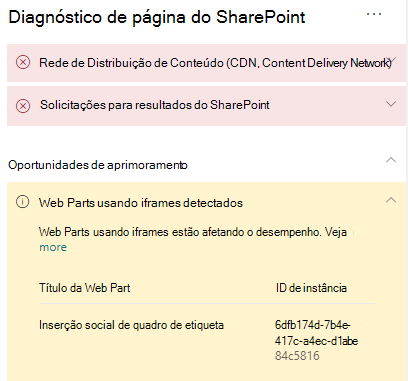 Diagnóstico de página do SharePoint
Rede de Distribuição de Conteúdo (CDN, Content Delivery Network)
Solicitações para resultados do SharePoint
Oportunidades de aprimoramento
Web Parts usando iframes detectados
Web Parts usando iframes estão afetando o desempenho. Veja
more
Título da Web Part ID de instância
Inserção social de quadro de etiqueta 6dfb174d-7b4e-
417c-a4ec-d1abe
84c5816